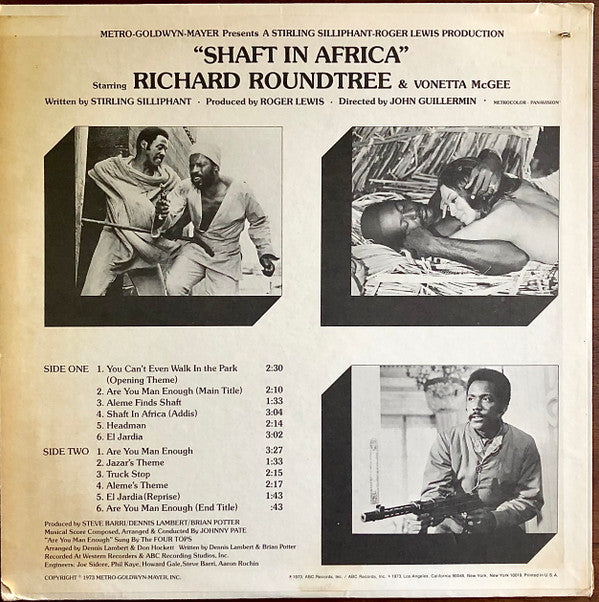 METRO-GOLDWYN-MAYER Presents A STIRLING SILLIPHANT-ROGER LEWIS PRODUCTION
“SHAFT IN AFRICA”
Starring RICHARD ROUNDTREE & VONETTA McGEE
Written by STIRLING SILLIPHANT · Produced by ROGER LEWIS · Directed by JOHN GUILLERMIN · METROCOLOR · PANAVISION
SIDE ONE 1. You Can't Even Walk In the Park 2:30
(Opening Theme)
2. Are You Man Enough (Main Title) 2:10
3. Aleme Finds Shaft 1:33
4. Shaft In Africa (Addis) 3:04
5. Headman 2:14
6. El Jardia 3:02
SIDE TWO 1. Are You Man Enough 3:27
2. Jazar's Theme 1:33
3. Truck Stop 2:15
4. Aleme's Theme 2:17
5. El Jardia (Reprise) 1:43
6. Are You Man Enough (End Title) :43
Produced by STEVE BARRI/DENNIS LAMBERT/BRIAN POTTER
Musical Score Composed, Arranged & Conducted By JOHNNY PATE
"Are You Man Enough" Sung By The FOUR TOPS
Arranged by Dennis Lambert & Don Hockett Written by Dennis Lambert & Brian Potter
Recorded At Western Recorders & ABC Recording Studios, Inc.
Engineers: Joe Sidore, Phil Kaye, Howard Gale, Steve Barri, Aaron Rochin
COPYRIGHT © 1973 METRO-GOLDWYN-MAYER, INC.
℗ 1973, ABC Records, Inc. / ABC Records, Inc. © 1973, Los Angeles, California 90048, New York, New York 10019 Printed in U.S.A.